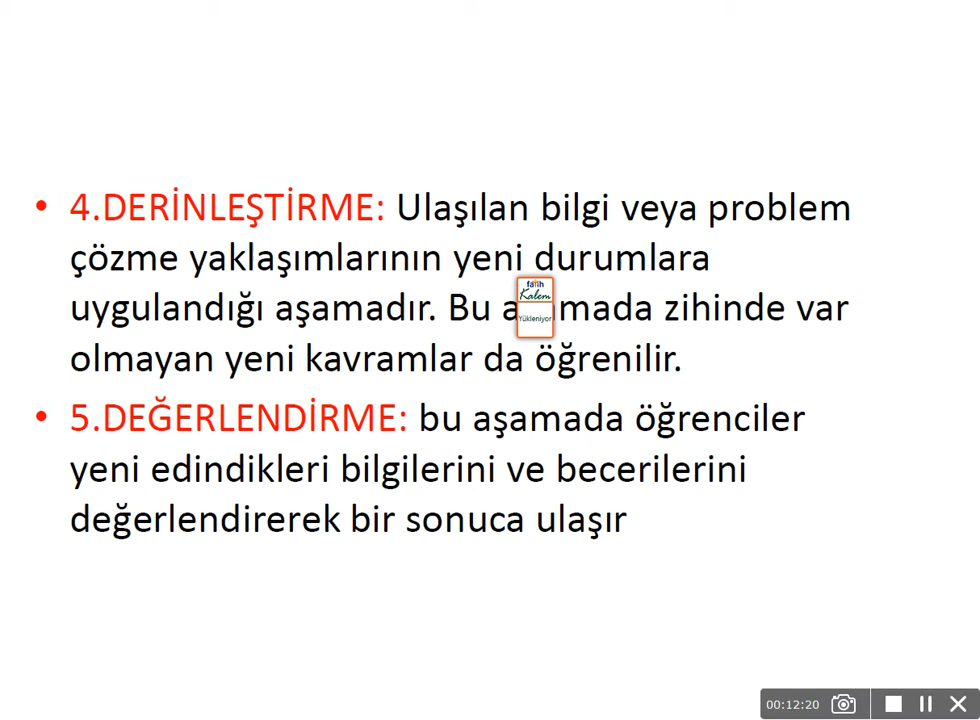 • 4.DERİNLEŞTİRME: Ulaşılan bilgi veya problem
çözme yaklaşımlarının yeni durumlara
uygulandığı aşamadır. Bu aşamada zihinde var
olmayan yeni kavramlar da öğrenilir.
fatih
Kalem
Yükleniyor
• 5.DEĞERLENDİRME: bu aşamada öğrenciler
yeni edindikleri bilgilerini ve becerilerini
değerlendirerek bir sonuca ulaşır
00:12:20